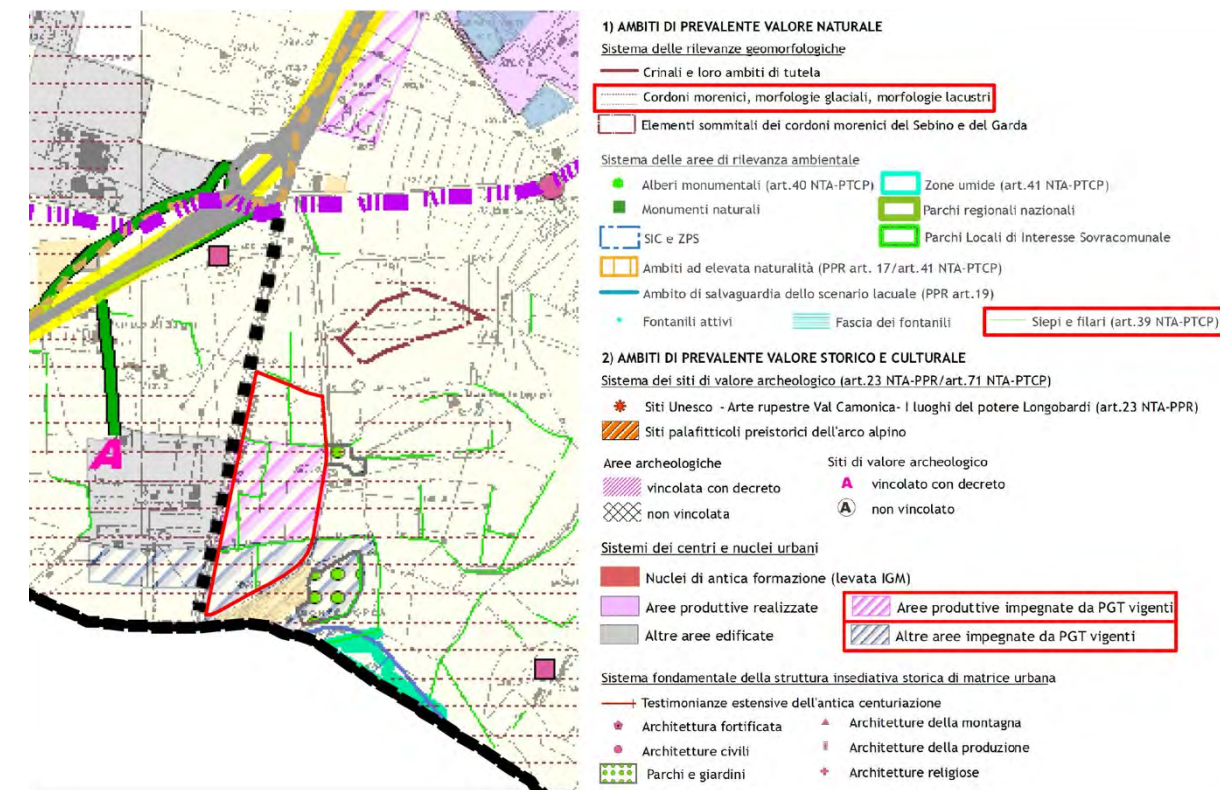 1) AMBITI DI PREVALENTE VALORE NATURALE
Sistema delle rilevanze geomorfologiche
Crinali e loro ambiti di tutela
Cordoni morenici, morfologie glaciali, morfologie lacustri
Elementi sommitali dei cordoni morenici del Sebino e del Garda
Sistema delle aree di rilevanza ambientale
Alberi monumentali (art.40 NTA-PTCP)
Zone umide (art.41 NTA-PTCP)
Monumenti naturali
Parchi regionali nazionali
SIC e ZPS
Parchi Locali di Interesse Sovracomunale
Ambiti ad elevata naturalità (PPR art. 17/art.41 NTA-PTCP)
Ambito di salvaguardia dello scenario lacuale (PPR art.19)
Fontanili attivi
Fascia dei fontanili
Siepi e filari (art.39 NTA-PTCP)
2) AMBITI DI PREVALENTE VALORE STORICO E CULTURALE
Sistema dei siti di valore archeologico (art.23 NTA-PPR/art.71 NTA-PTCP)
Siti Unesco - Arte rupestre Val Camonica- I luoghi del potere Longobardi (art.23 NTA-PPR)
Siti palafitticoli preistorici dell'arco alpino
Aree archeologiche
Siti di valore archeologico
vincolata con decreto
A vincolato con decreto
non vincolata
A non vincolato
Sistemi dei centri e nuclei urbani
Nuclei di antica formazione (levata IGM)
Aree produttive realizzate
Aree produttive impegnate da PGT vigenti
Altre aree edificate
Altre aree impegnate da PGT vigenti
Sistema fondamentale della struttura insediativa storica di matrice urbana
Testimonianze estensive dell'antica centuriazione
Architettura fortificata
Architetture della montagna
Architetture civili
Architetture della produzione
Parchi e giardini
Architetture religiose
A